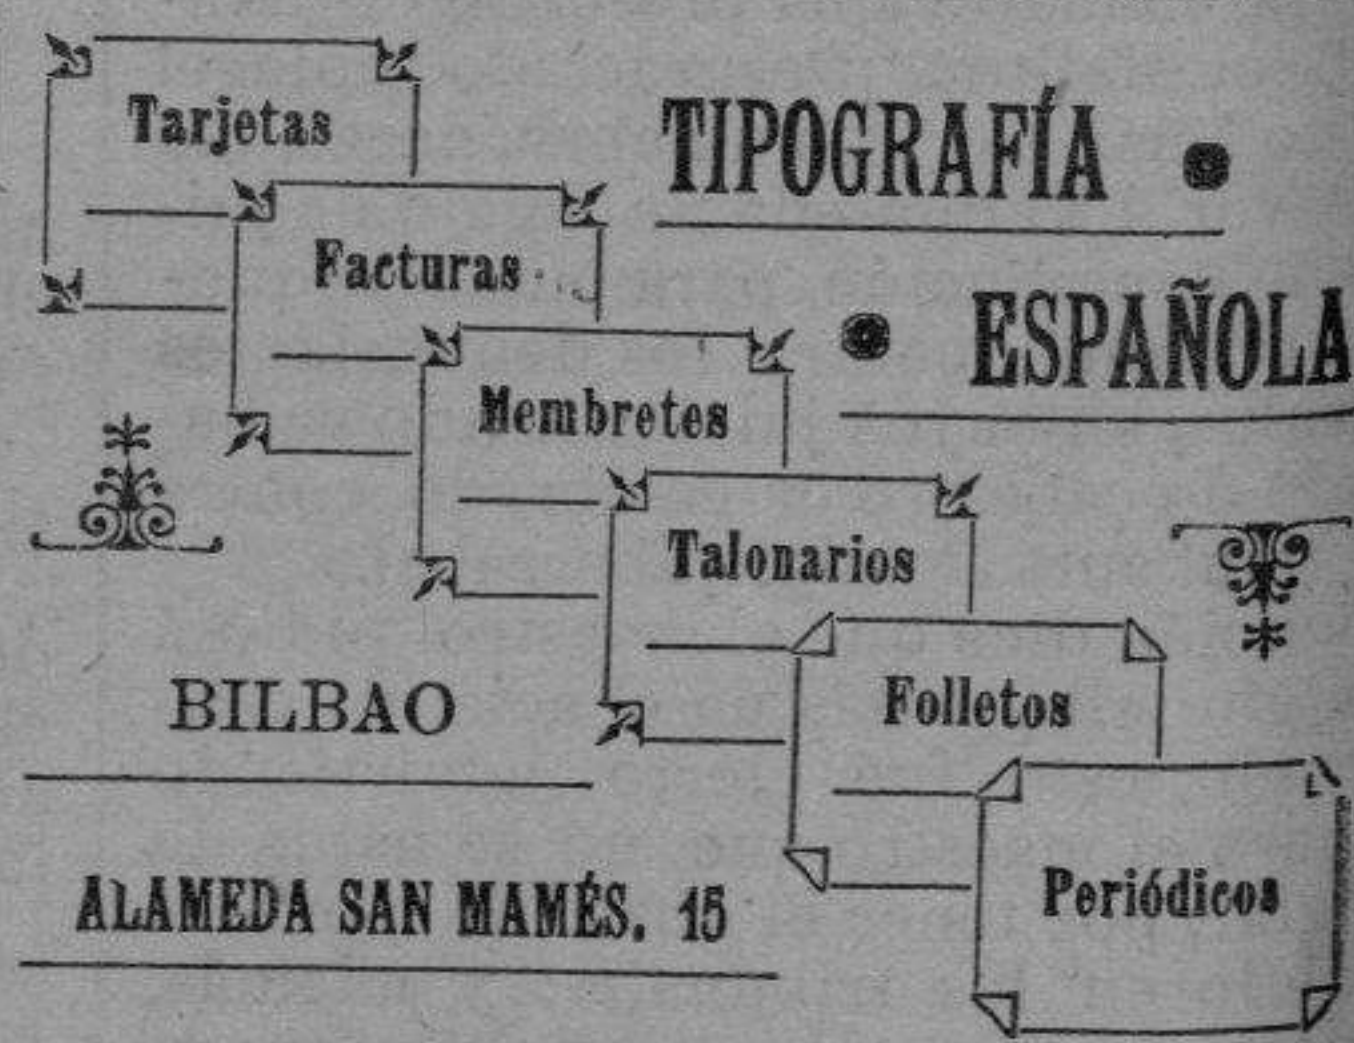 Tarjetas
TIPOGRAFÍA
Facturas
ESPAÑOLA
Membretes
Talonarios
BILBAO
Folletos
ALAMEDA SAN MAMÉS. 15
Periódicos